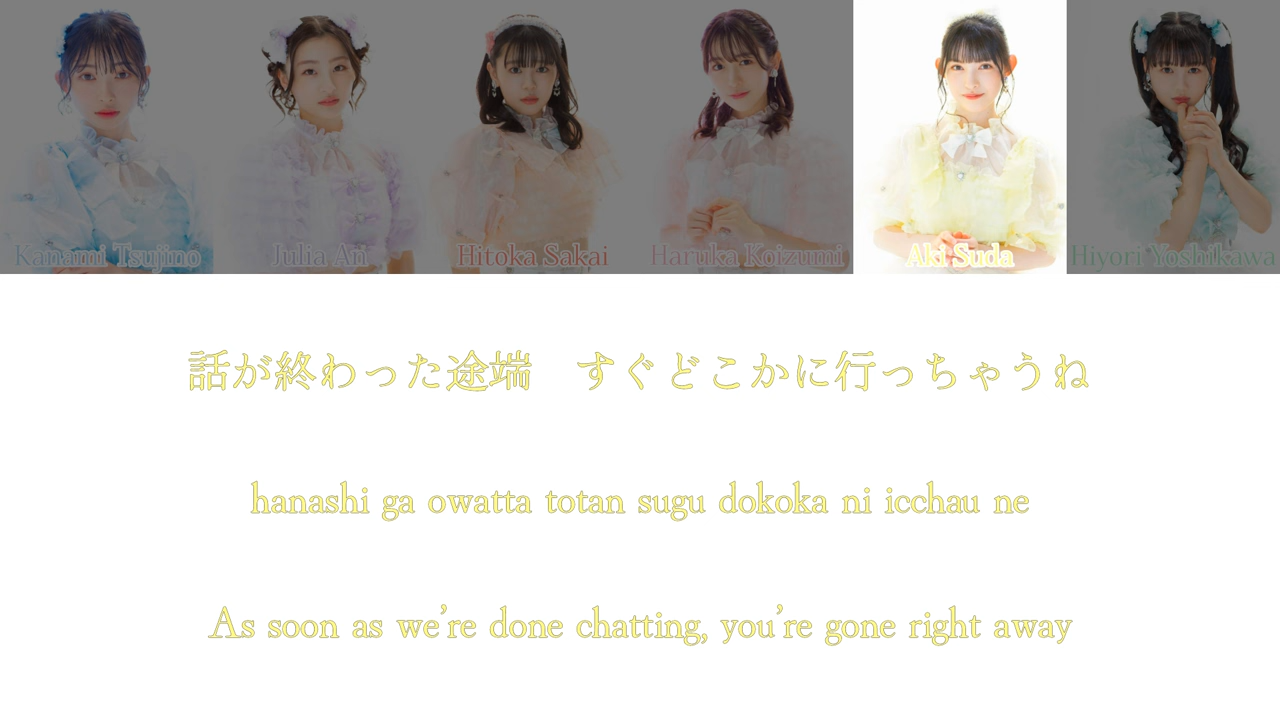 Kanami Tsujino
Julia An
Hitoka Sakai
Haruka Koizumi
Aki Suda
Hiyori Yoshikawa
話が終わった途端　すぐどこかに行っちゃうね
hanashi ga owatta totan sugu dokoka ni icchau ne
As soon as we're done chatting, you're gone right away